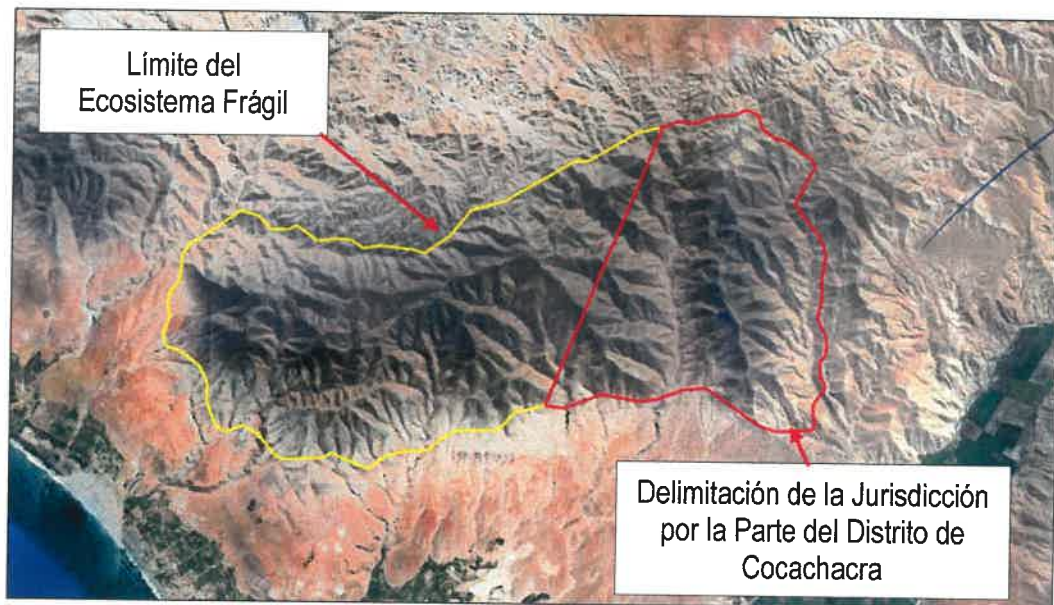 Límite del
Ecosistema Frágil
Delimitación de la Jurisdicción
por la Parte del Distrito de
Cocachacra